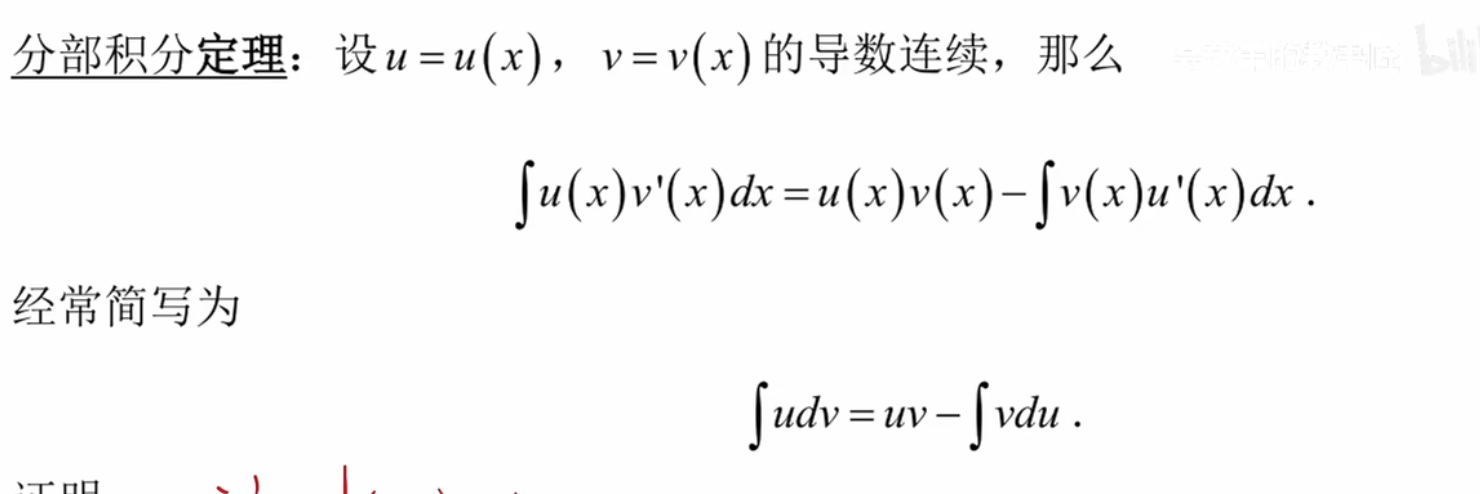 分部积分定理：设u=u(x)，v=v(x)的导数连续，那么
∫u(x)v'(x)dx=u(x)v(x)−∫v(x)u'(x)dx .
经常简写为
∫udv=uv−∫vdu .